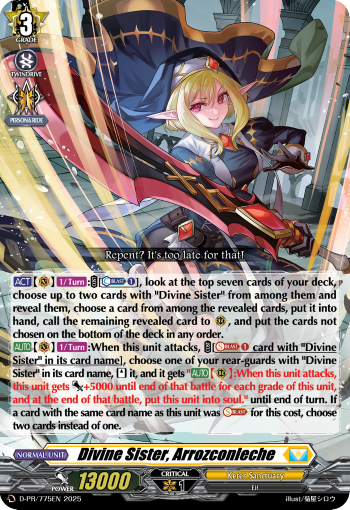 3
GRADE
TWINDRIVE
PERSONA RIDE
Repent? It's too late for that!
ACT 1/Turn : [C BLAST 1], look at the top seven cards of your deck,
choose up to two cards with "Divine Sister" from among them and
reveal them, choose a card from among the revealed cards, put it into
hand, call the remaining revealed card to , and put the cards not
chosen on the bottom of the deck in any order.
AUTO 1/Turn :When this unit attacks, [S BLAST 1 card with "Divine
Sister" in its card name], choose one of your rear-guards with "Divine
Sister" in its card name, it, and it gets "AUTO :When this unit attacks,
this unit gets +5000 until end of that battle for each grade of this unit,
and at the end of that battle, put this unit into soul." until end of turn. If
a card with the same card name as this unit was S BLAST for this cost, choose
two cards instead of one.
NORMAL UNIT
Divine Sister, Arrozconleche
POWER 13000
CRITICAL
1
Keter Sanctuary
Elf
D-PR/775EN 2025
illust/菊屋シロウ